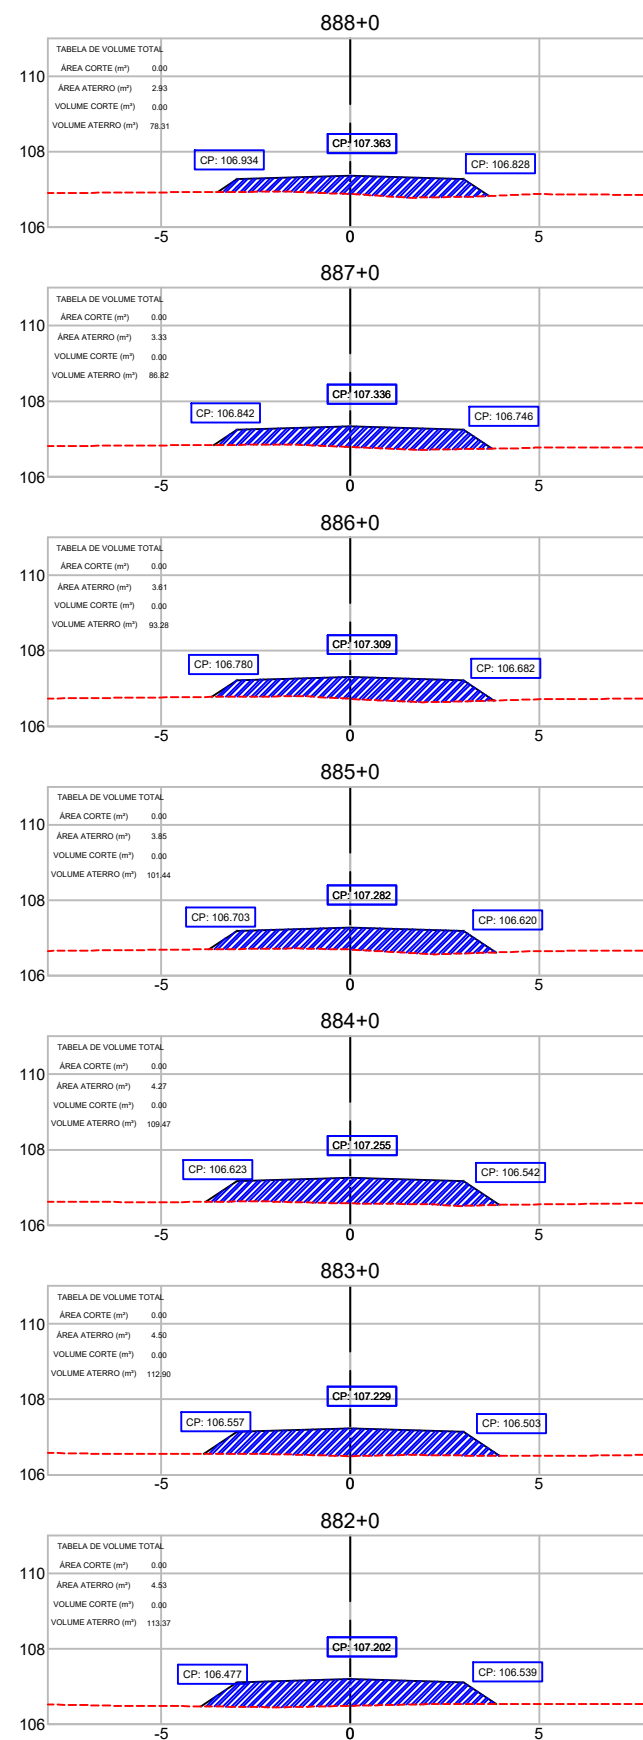 888+0
TABELA DE VOLUME TOTAL
ÁREA CORTE (m²) 0.00
ÁREA ATERRO (m²) 2.93
VOLUME CORTE (m³) 0.00
VOLUME ATERRO (m³) 78.31
110
108
106
CP: 106.934
CP: 107.363
CP: 106.828
-5 0 5
887+0
TABELA DE VOLUME TOTAL
ÁREA CORTE (m²) 0.00
ÁREA ATERRO (m²) 3.33
VOLUME CORTE (m³) 0.00
VOLUME ATERRO (m³) 86.82
110
108
106
CP: 106.842
CP: 107.336
CP: 106.746
-5 0 5
886+0
TABELA DE VOLUME TOTAL
ÁREA CORTE (m²) 0.00
ÁREA ATERRO (m²) 3.61
VOLUME CORTE (m³) 0.00
VOLUME ATERRO (m³) 93.28
110
108
106
CP: 106.780
CP: 107.309
CP: 106.682
-5 0 5
885+0
TABELA DE VOLUME TOTAL
ÁREA CORTE (m²) 0.00
ÁREA ATERRO (m²) 3.85
VOLUME CORTE (m³) 0.00
VOLUME ATERRO (m³) 101.44
110
108
106
CP: 106.703
CP: 107.282
CP: 106.620
-5 0 5
884+0
TABELA DE VOLUME TOTAL
ÁREA CORTE (m²) 0.00
ÁREA ATERRO (m²) 4.27
VOLUME CORTE (m³) 0.00
VOLUME ATERRO (m³) 109.47
110
108
106
CP: 106.623
CP: 107.255
CP: 106.542
-5 0 5
883+0
TABELA DE VOLUME TOTAL
ÁREA CORTE (m²) 0.00
ÁREA ATERRO (m²) 4.50
VOLUME CORTE (m³) 0.00
VOLUME ATERRO (m³) 112.90
110
108
106
CP: 106.557
CP: 107.229
CP: 106.503
-5 0 5
882+0
TABELA DE VOLUME TOTAL
ÁREA CORTE (m²) 0.00
ÁREA ATERRO (m²) 4.53
VOLUME CORTE (m³) 0.00
VOLUME ATERRO (m³) 113.37
110
108
106
CP: 106.477
CP: 107.202
CP: 106.539
-5 0 5